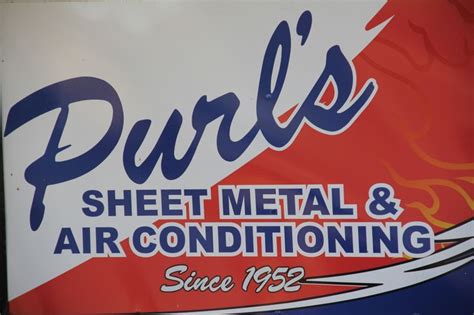 Purl's
SHEET METAL &
AIR CONDITIONING
Since 1952